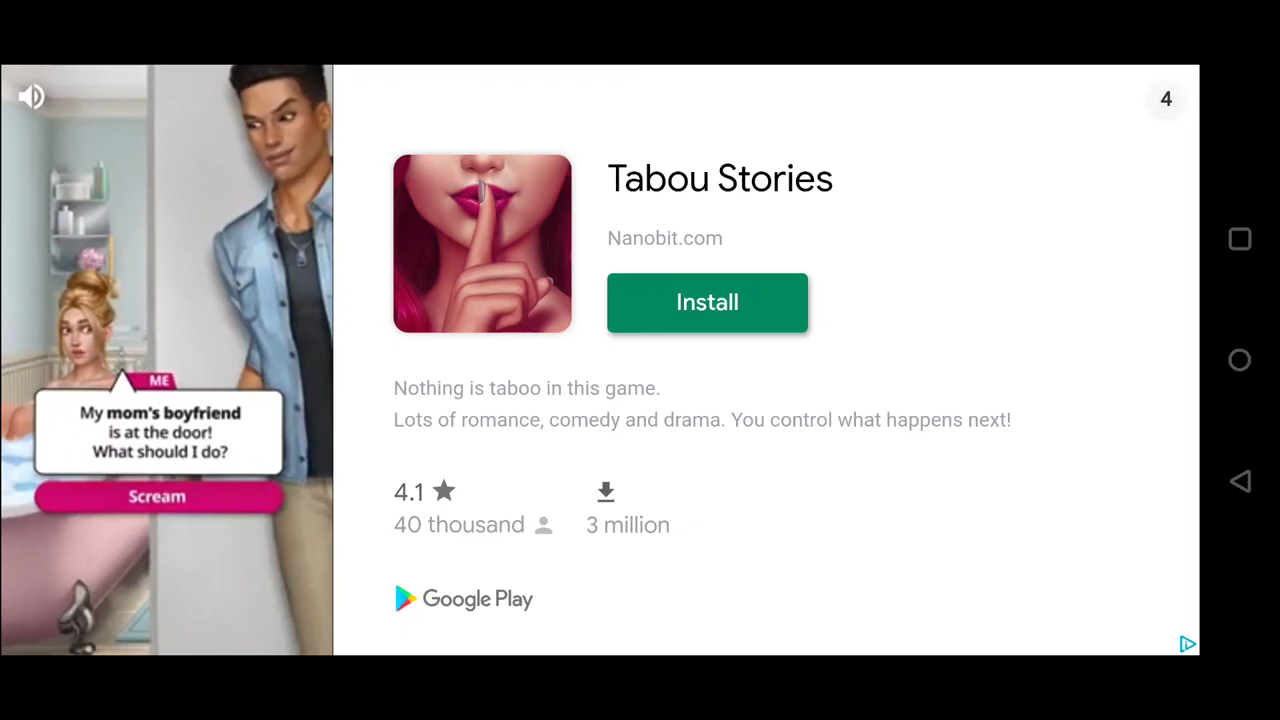 ME
My mom's boyfriend
is at the door!
What should I do?
Scream
4
Tabou Stories
Nanobit.com
Install
Nothing is taboo in this game.
Lots of romance, comedy and drama. You control what happens next!
4.1
40 thousand
3 million
Google Play